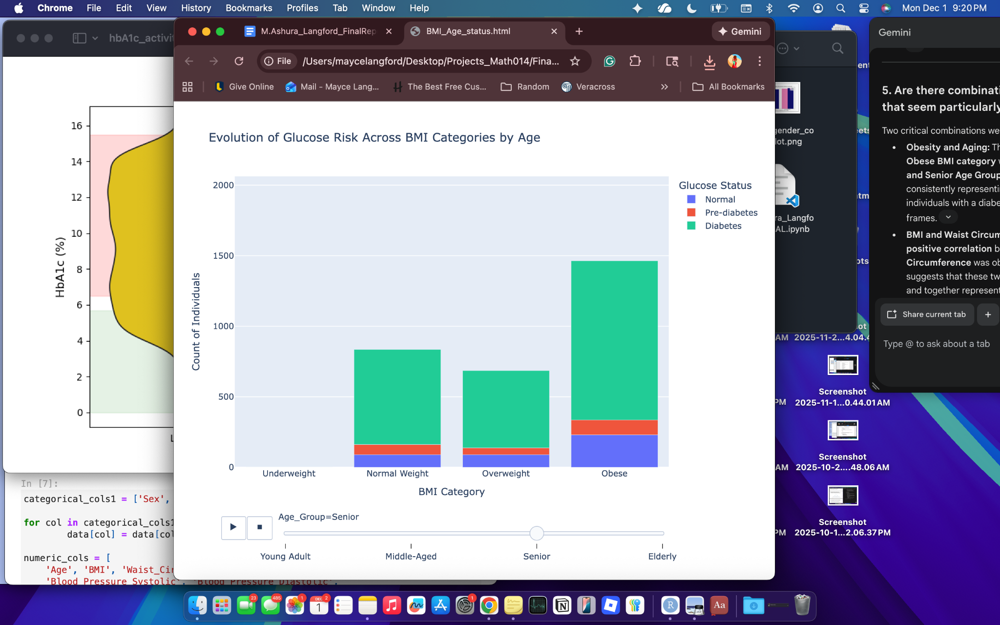 Chrome File Edit View History Bookmarks Profiles Tab Window Help
Mon Dec 1 9:20 PM
hbA1c_activit
16
14
12
10
8
6
4
2
0
HbA1c (%)
L
In [7]:
categorical_cols1 = ['Sex',
for col in categorical_cols1
data[col] = data[col
numeric_cols = [
'Age', 'BMI', 'Waist_Cir
'Blood_Pressure_Systolic', 'Blood_Pressure_Diastolic',
M.Ashura_Langford_FinalRep
BMI_Age_status.html
Gemini
File
/Users/maycelangford/Desktop/Projects_Math014/Fina...
Give Online
Mail - Mayce Lang...
The Best Free Cus...
Random
Veracross
All Bookmarks
Evolution of Glucose Risk Across BMI Categories by Age
2000
1500
1000
500
0
Count of Individuals
Underweight
Normal Weight
Overweight
Obese
BMI Category
Glucose Status
Normal
Pre-diabetes
Diabetes
Age_Group=Senior
Young Adult
Middle-Aged
Senior
Elderly
gender_co
lot.png
ra_Langfo
AL.ipynb
ent
ets
tm
ots
ot
AM
2025-11-2...4.04.4
Screenshot
PM
2025-11-1...0.44.01 AM
Screenshot
AM
2025-10-2....48.06 AM
Screenshot
PM
2025-10-1...2.06.37 PM
Gemini
5. Are there combinati
that seem particularly
Two critical combinations we
• Obesity and Aging: Th
Obese BMI category w
and Senior Age Group
consistently representi
individuals with a diabe
frames.
• BMI and Waist Circum
positive correlation b
Circumference was ob
suggests that these tw
and together represent
Share current tab
+
Type @ to ask about a tab
23
485
1
DEC 2
1
1
N
R
Aa